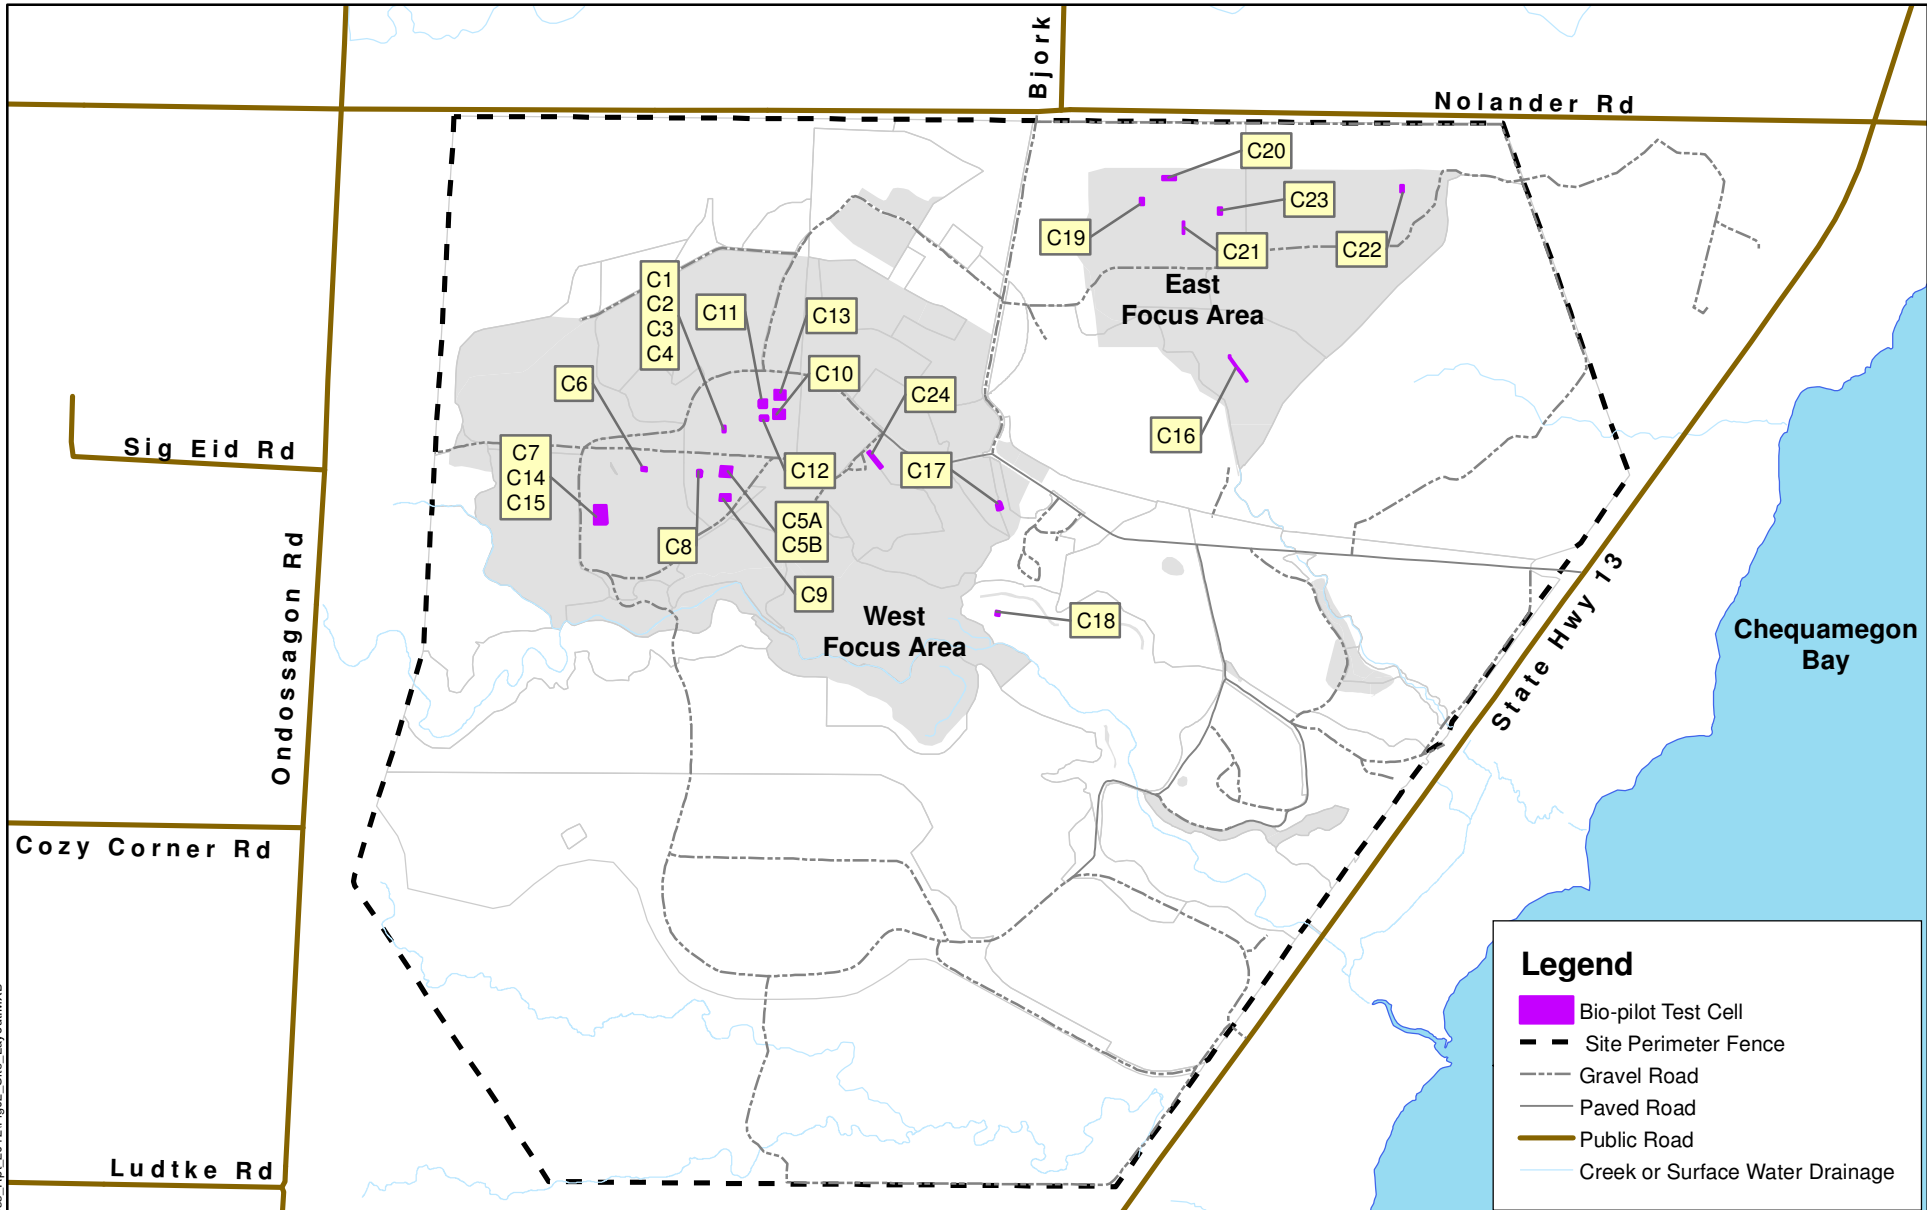 Bjork
Nolander Rd
C20
C23
C19
C21
C22
East
Focus Area
C1
C2
C3
C4
C11
C13
C10
C6
C24
C16
Sig Eid Rd
C7
C14
C15
C12
C17
C5A
C5B
C8
C9
West
Focus Area
C18
Ondossagon Rd
State Hwy 13
Chequamegon
Bay
Cozy Corner Rd
Ludtke Rd
Legend
Bio-pilot Test Cell
Site Perimeter Fence
Gravel Road
Paved Road
Public Road
Creek or Surface Water Drainage